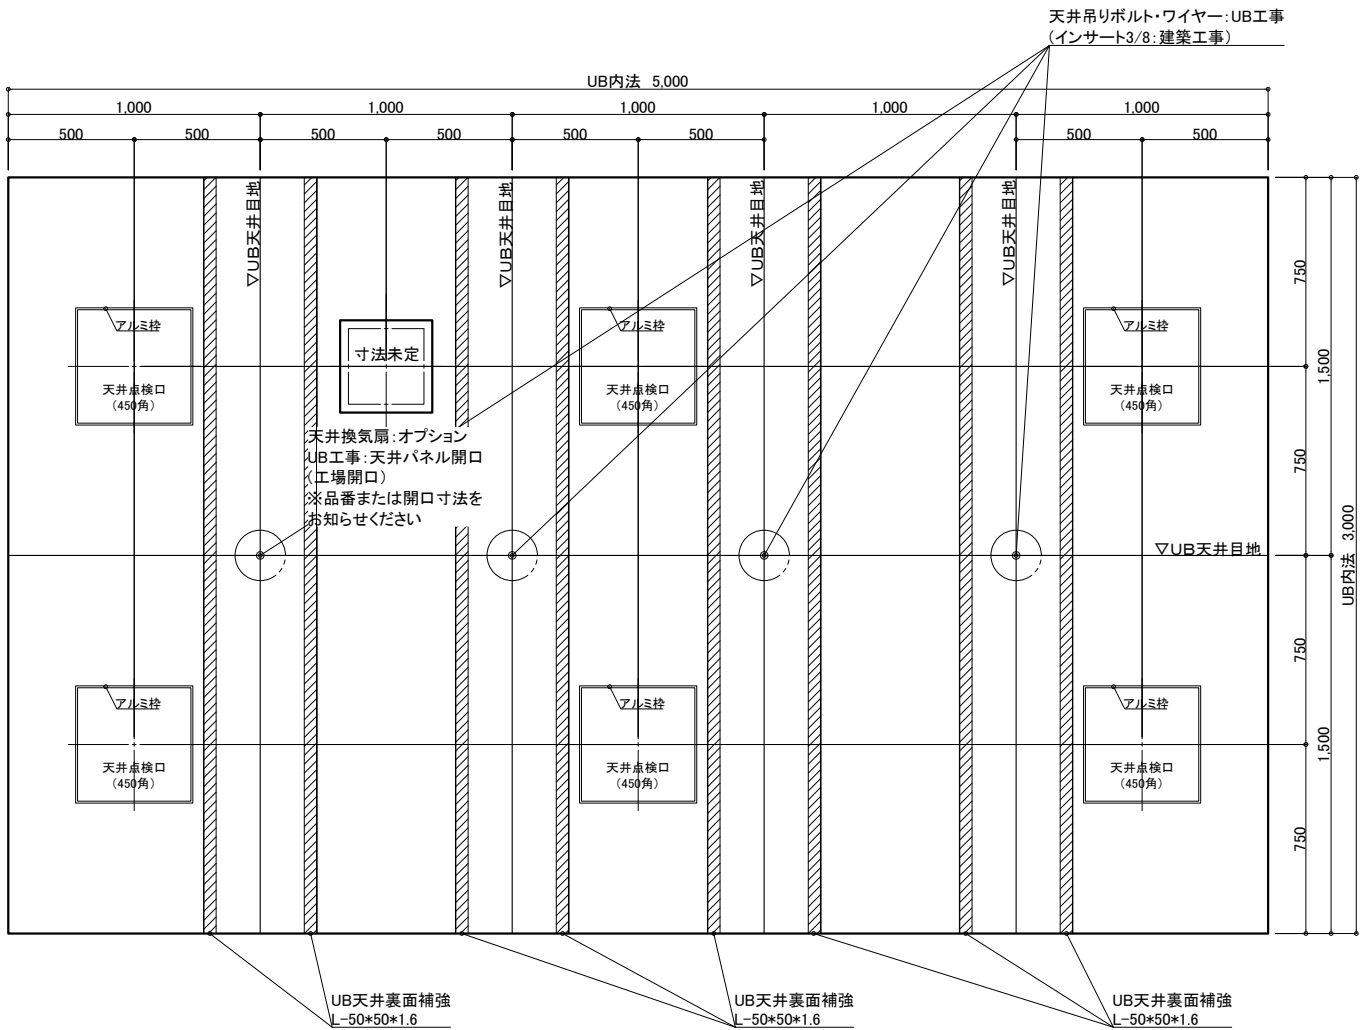 天井吊りボルト・ワイヤー:UB工事
(インサート3/8:建築工事)
UB内法 5,000
1,000
1,000
1,000
1,000
1,000
500
500
500
500
500
500
500
500
▽UB天井目地
▽UB天井目地
▽UB天井目地
▽UB天井目地
750
アルミ枠
寸法未定
アルミ枠
アルミ枠
1,500
天井点検口
(450角)
天井点検口
(450角)
天井点検口
(450角)
天井換気扇:オプション
UB工事:天井パネル開口
(工場開口)
※品番または開口寸法を
お知らせください
750
▽UB天井目地
UB内法 3,000
750
アルミ枠
アルミ枠
アルミ枠
1,500
天井点検口
(450角)
天井点検口
(450角)
天井点検口
(450角)
750
UB天井裏面補強
L-50*50*1.6
UB天井裏面補強
L-50*50*1.6
UB天井裏面補強
L-50*50*1.6